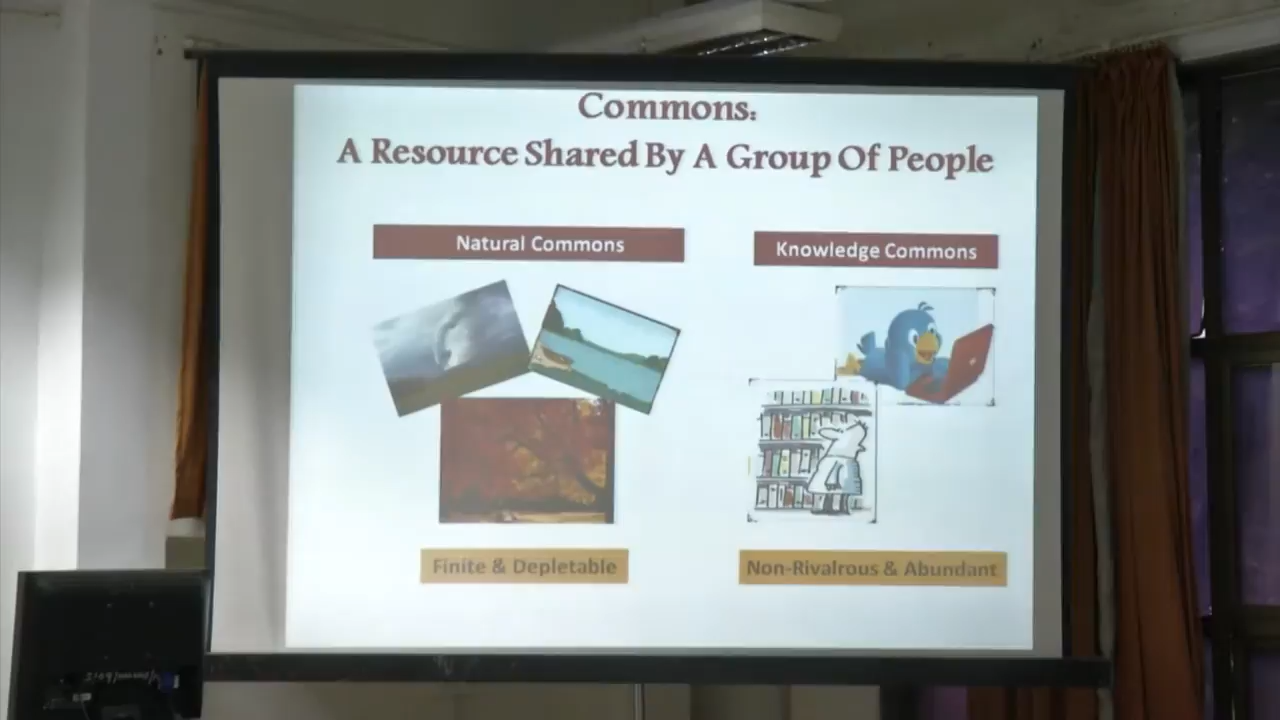 Commons:
A Resource Shared By A Group Of People
Natural Commons
Knowledge Commons
Finite & Depletable
Non-Rivalrous & Abundant